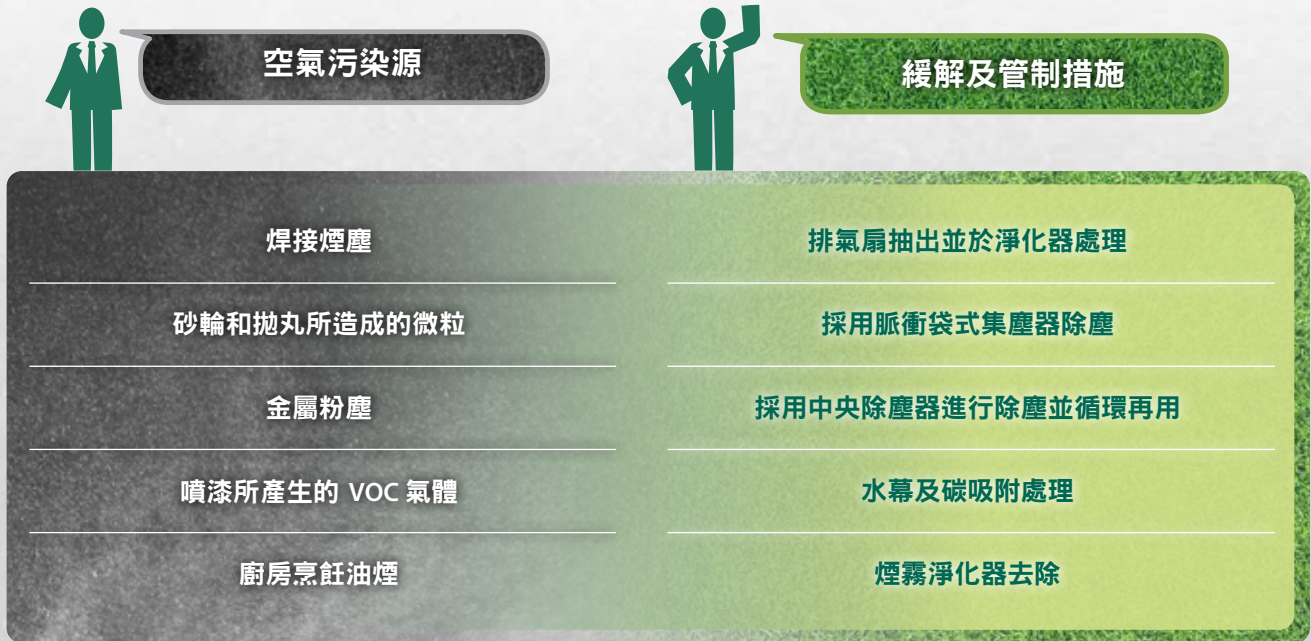 空氣污染源
緩解及管制措施
焊接煙塵
排氣扇抽出並於淨化器處理
砂輪和拋丸所造成的微粒
採用脈衝袋式集塵器除塵
金屬粉塵
採用中央除塵器進行除塵並循環再用
噴漆所產生的 VOC 氣體
水幕及碳吸附處理
廚房烹飪油煙
煙霧淨化器去除